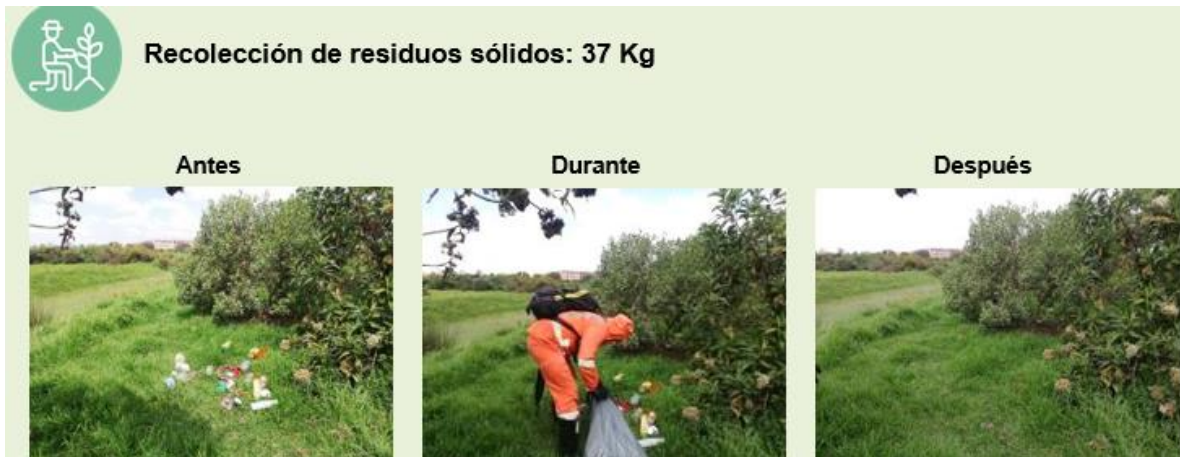 Recolección de residuos sólidos: 37 Kg
Antes
Durante
Después